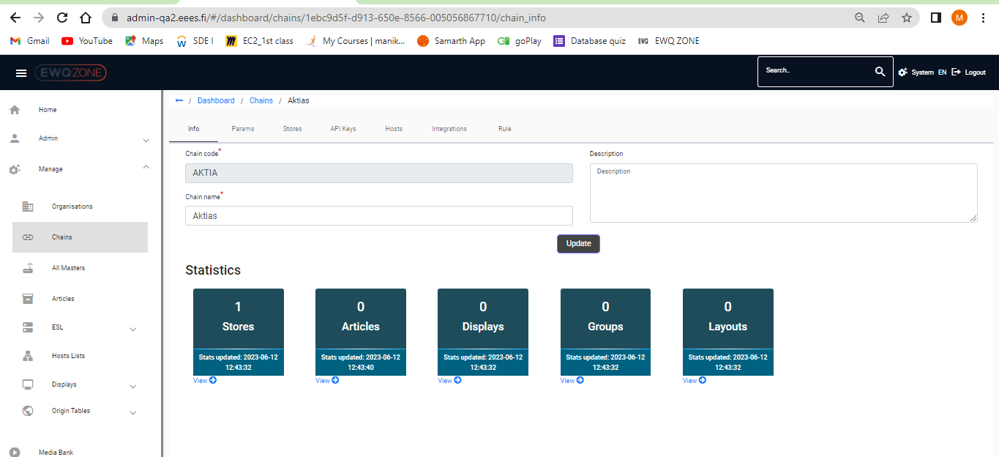 admin-qa2.eees.fi/#/dashboard/chains/1ebc9d5f-d913-650e-8566-005056867710/chain_info
M
Gmail YouTube Maps SDE I EC2_1st class My Courses | manik... Samarth App goPlay Database quiz EWQ EWQ ZONE
EWQZONE Search.. System EN Logout
/ Dashboard / Chains / Aktias
Home
Admin
Manage
Organisations
Chains
All Masters
Articles
ESL
Hosts Lists
Displays
Origin Tables
Media Bank
Info Params Stores API Keys Hosts Integrations Rule
Chain code*
AKTIA
Chain name*
Aktias
Description
Description
Update
Statistics
1
Stores
Stats updated: 2023-06-12
12:43:32
View
0
Articles
Stats updated: 2023-06-12
12:43:40
View
0
Displays
Stats updated: 2023-06-12
12:43:32
View
0
Groups
Stats updated: 2023-06-12
12:43:32
View
0
Layouts
Stats updated: 2023-06-12
12:43:32
View